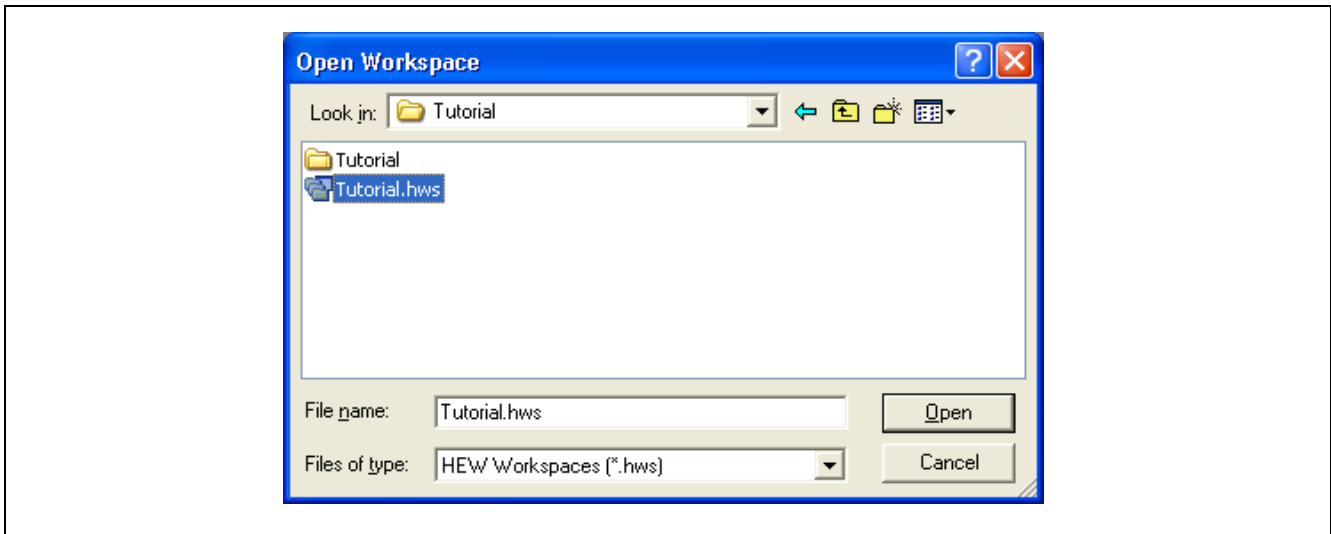 Open Workspace
Look in: Tutorial
Tutorial
Tutorial.hws
File name: Tutorial.hws Open
Files of type: HEW Workspaces (*.hws) Cancel